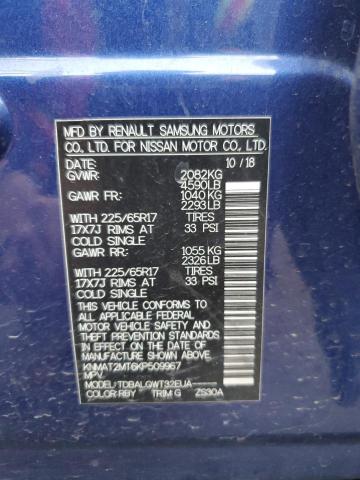 MFD BY RENAULT SAMSUNG MOTORS
CO., LTD. FOR NISSAN MOTOR CO., LTD.
DATE: 10 / 18
GVWR: 2082KG
4590LB
GAWR FR: 1040 KG
2293LB
WITH 225/65R17 TIRES
17X7J RIMS AT 33 PSI
COLD SINGLE
GAWR RR: 1055 KG
2326LB
WITH 225/65R17 TIRES
17X7J RIMS AT 33 PSI
COLD SINGLE
THIS VEHICLE CONFORMS TO
ALL APPLICABLE FEDERAL
MOTOR VEHICLE SAFETY, BUMPER,
AND THEFT PREVENTION STANDARDS
IN EFFECT ON THE DATE OF
MANUFACTURE SHOWN ABOVE.
KNMAT2MT6KP509967
MPV
MODEL:TDBALGWT32EUA------
COLOR:RBY TRIM:G ZS30A